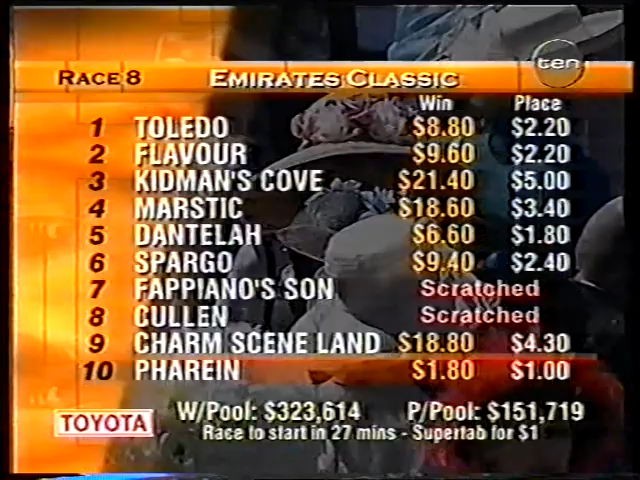 RACE 8 EMIRATES CLASSIC
ten
Win Place
1 TOLEDO $8.80 $2.20
2 FLAVOUR $9.60 $2.20
3 KIDMAN'S COVE $21.40 $5.00
4 MARSTIC $18.60 $3.40
5 DANTELAH $6.60 $1.80
6 SPARGO $9.40 $2.40
7 FAPPIANO'S SON Scratched
8 CULLEN Scratched
9 CHARM SCENE LAND $18.80 $4.30
10 PHAREIN $1.80 $1.00
TOYOTA W/Pool: $323,614 P/Pool: $151,719
Race to start in 27 mins - Supertab for $1